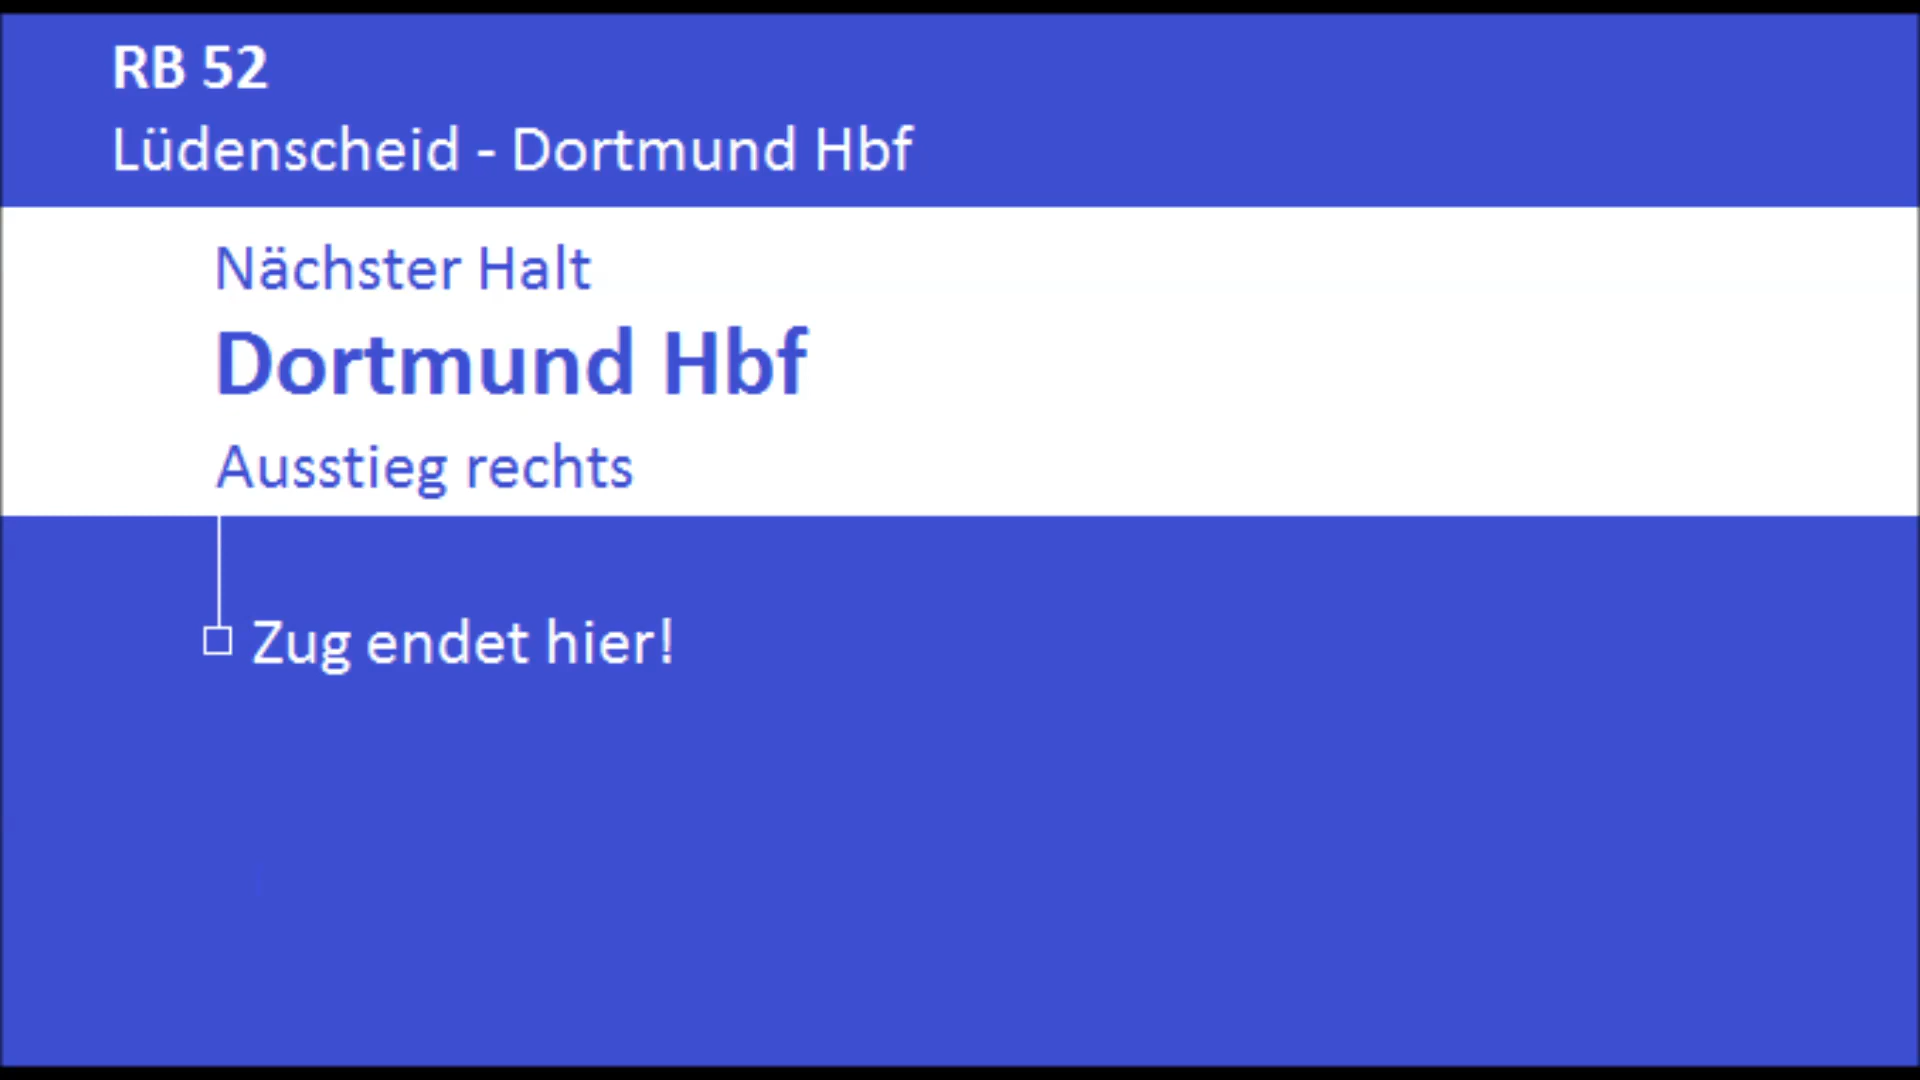 RB 52
Lüdenscheid - Dortmund Hbf
Nächster Halt
Dortmund Hbf
Ausstieg rechts
Zug endet hier!